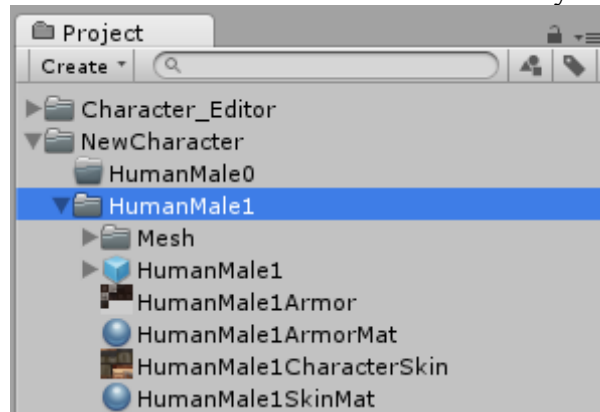 Project
Create
Character_Editor
NewCharacter
HumanMale0
HumanMale1
Mesh
HumanMale1
HumanMale1Armor
HumanMale1ArmorMat
HumanMale1CharacterSkin
HumanMale1SkinMat